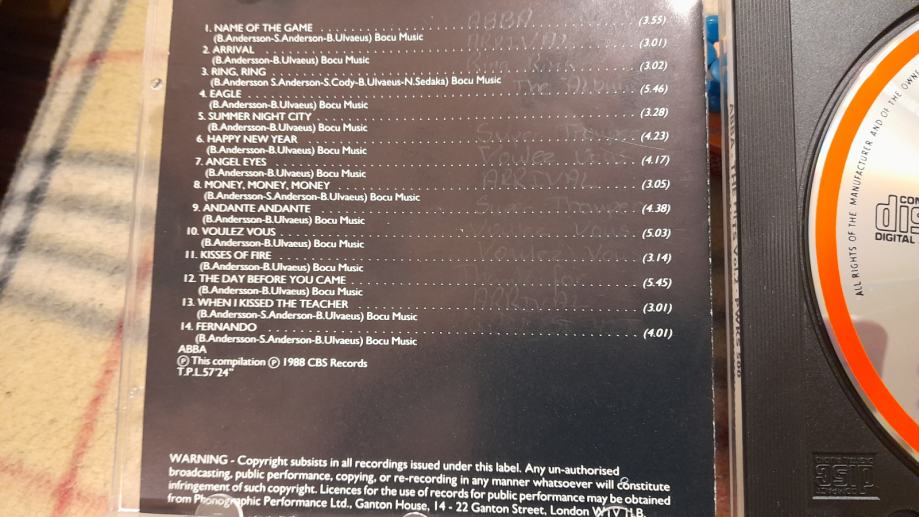 1. NAME OF THE GAME . . . . . . . . . . . . . . . . . . . . (3.55)
(B.Andersson-S.Anderson-B.Ulvaeus) Bocu Music
2. ARRIVAL . . . . . . . . . . . . . . . . . . . . (3.01)
(B.Andersson-B.Ulvaeus) Bocu Music
3. RING, RING . . . . . . . . . . . . . . . . . . . . (3.02)
(B.Andersson S.Anderson-S.Cody-B.Ulvaeus-N.Sedaka) Bocu Music
4. EAGLE . . . . . . . . . . . . . . . . . . . . (5.46)
(B.Andersson-B.Ulvaeus) Bocu Music
5. SUMMER NIGHT CITY . . . . . . . . . . . . . . . . . . . . (3.28)
(B.Andersson-B.Ulvaeus) Bocu Music
6. HAPPY NEW YEAR . . . . . . . . . . . . . . . . . . . . (4.23)
(B.Andersson-B.Ulvaeus) Bocu Music
7. ANGEL EYES . . . . . . . . . . . . . . . . . . . . (4.17)
(B.Andersson-B.Ulvaeus) Bocu Music
8. MONEY, MONEY, MONEY . . . . . . . . . . . . . . . . . . . . (3.05)
(B.Andersson-S.Anderson-B.Ulvaeus) Bocu Music
9. ANDANTE ANDANTE . . . . . . . . . . . . . . . . . . . . (4.38)
(B.Andersson-B.Ulvaeus) Bocu Music
10. VOULEZ VOUS . . . . . . . . . . . . . . . . . . . . (5.03)
(B.Andersson-B.Ulvaeus) Bocu Music
11. KISSES OF FIRE . . . . . . . . . . . . . . . . . . . . (3.14)
(B.Andersson-B.Ulvaeus) Bocu Music
12. THE DAY BEFORE YOU CAME . . . . . . . . . . . . . . . . . . . . (5.45)
(B.Andersson-B.Ulvaeus) Bocu Music
13. WHEN I KISSED THE TEACHER . . . . . . . . . . . . . . . . . . . . (3.01)
(B.Andersson-S.Anderson-B.Ulvaeus) Bocu Music
14. FERNANDO . . . . . . . . . . . . . . . . . . . . (4.01)
(B.Andersson-S.Anderson-B.Ulvaeus) Bocu Music
ABBA
Ⓟ This compilation Ⓟ 1988 CBS Records
T.P.L.57'24"
WARNING - Copyright subsists in all recordings issued under this label. Any un-authorised
broadcasting, public performance, copying, or re-recording in any manner whatsoever will constitute
infringement of such copyright. Licences for the use of records for public performance may be obtained
from Phonographic Performance Ltd., Ganton House, 14 - 22 Ganton Street, London W1V 1LB.
ABBA
ARRIVAL
ARRIVAL
ARRIVAL
ALL RIGHTS OF THE MANUFACTURER AND OF THE OWNE
COM
dis
DIGITAL